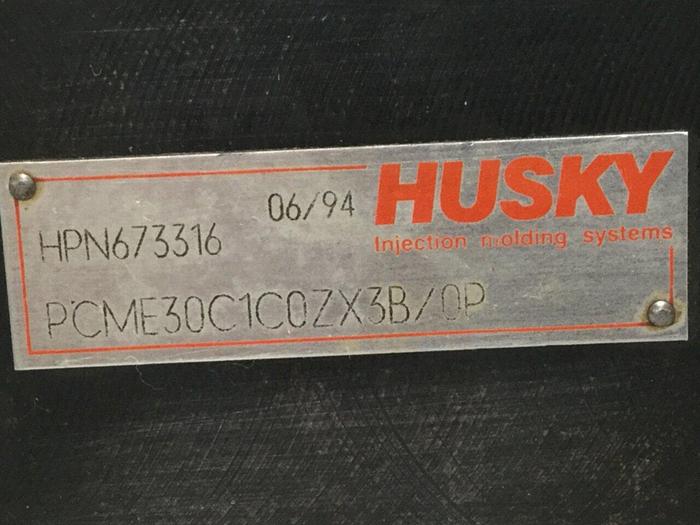 06/94 HUSKY
HPN673316
Injection molding systems
PCME30C1C0ZX3B/0P